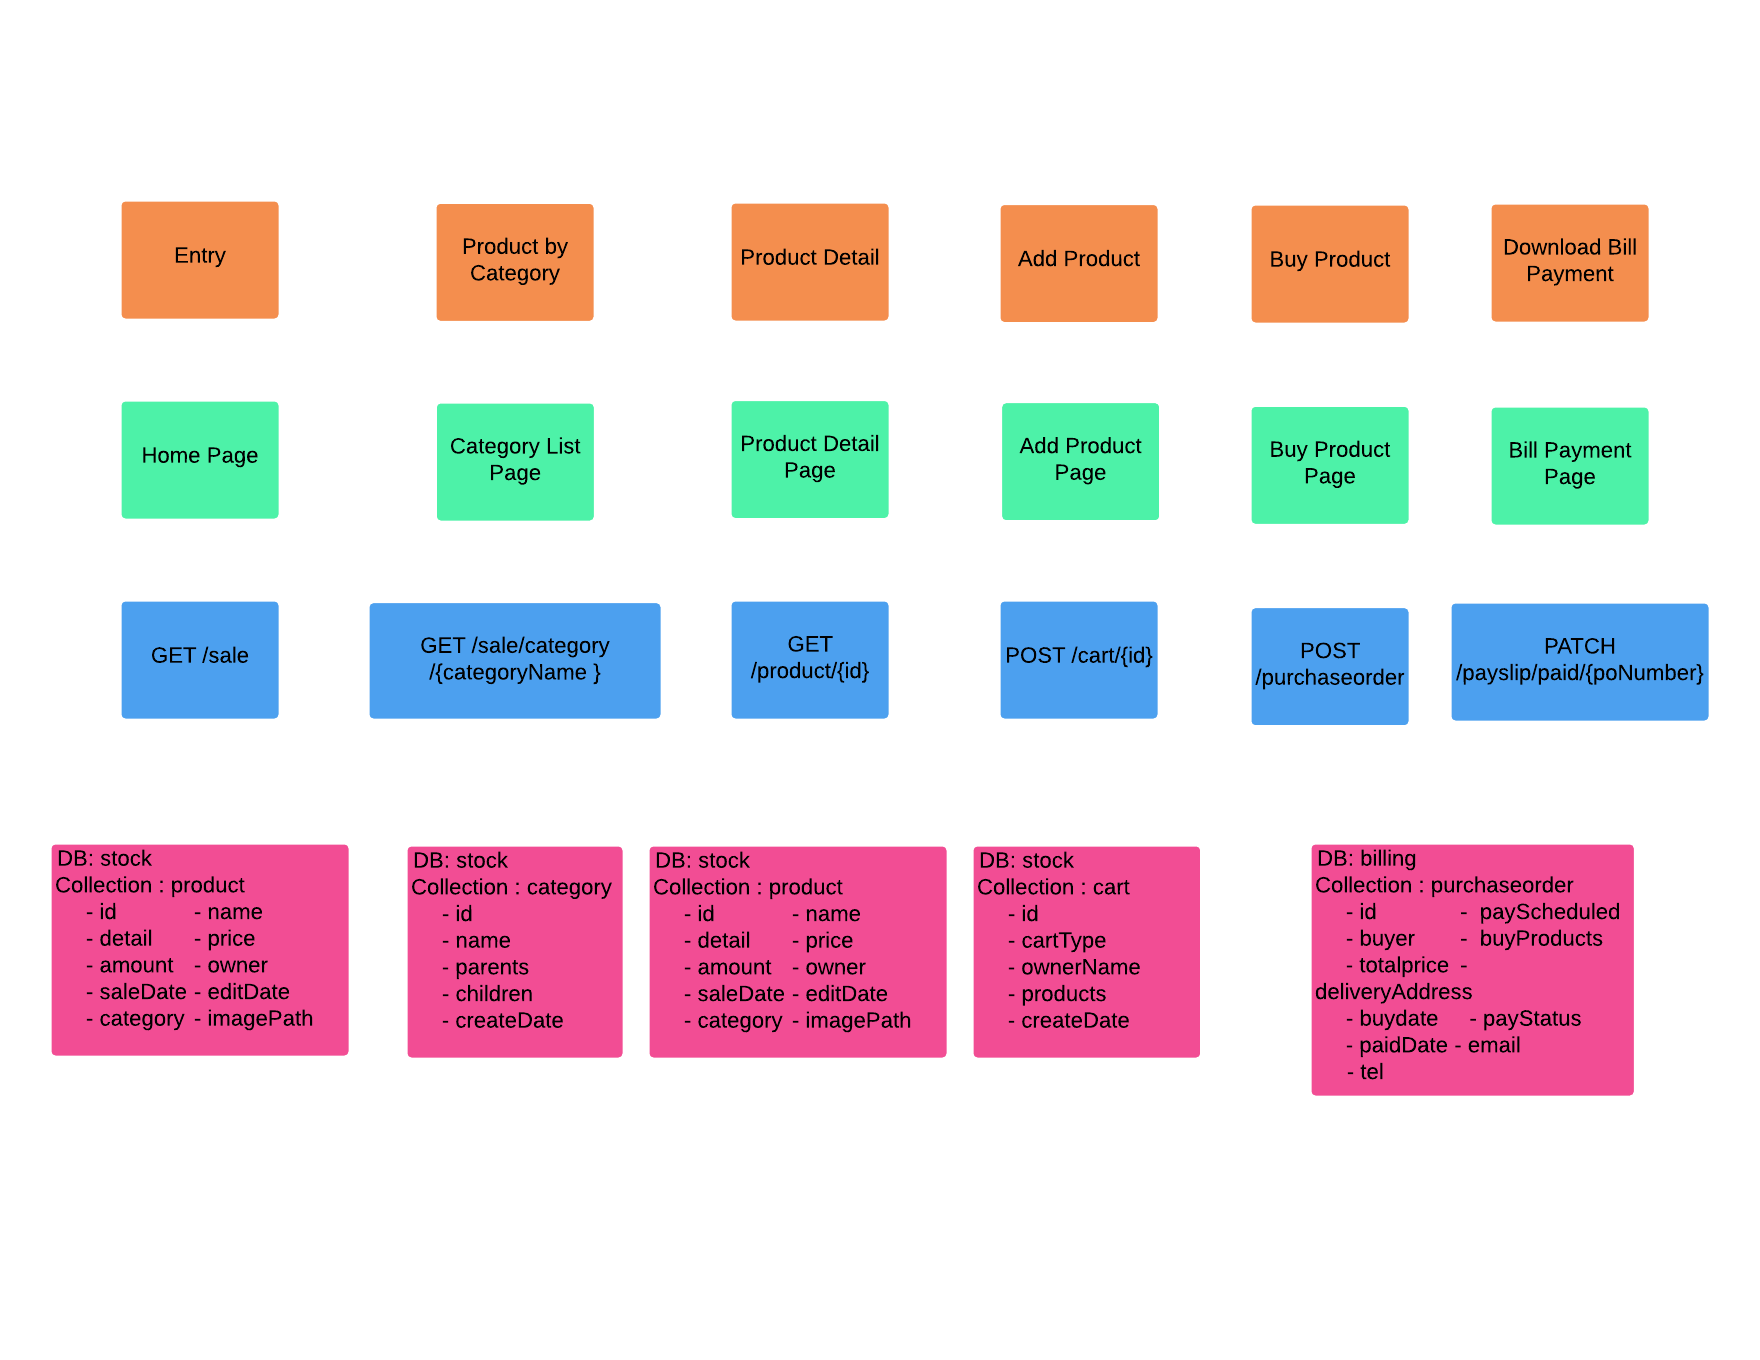 Entry
Product by
Category
Product Detail
Add Product
Buy Product
Download Bill
Payment
Home Page
Category List
Page
Product Detail
Page
Add Product
Page
Buy Product
Page
Bill Payment
Page
GET /sale
GET /sale/category
/{categoryName }
GET
/product/{id}
POST /cart/{id}
POST
/purchaseorder
PATCH
/payslip/paid/{poNumber}
DB: stock
Collection : product
- id - name
- detail - price
- amount - owner
- saleDate - editDate
- category - imagePath
DB: stock
Collection : category
- id
- name
- parents
- children
- createDate
DB: stock
Collection : product
- id - name
- detail - price
- amount - owner
- saleDate - editDate
- category - imagePath
DB: stock
Collection : cart
- id
- cartType
- ownerName
- products
- createDate
DB: billing
Collection : purchaseorder
- id - payScheduled
- buyer - buyProducts
- totalprice -
deliveryAddress
- buydate - payStatus
- paidDate - email
- tel